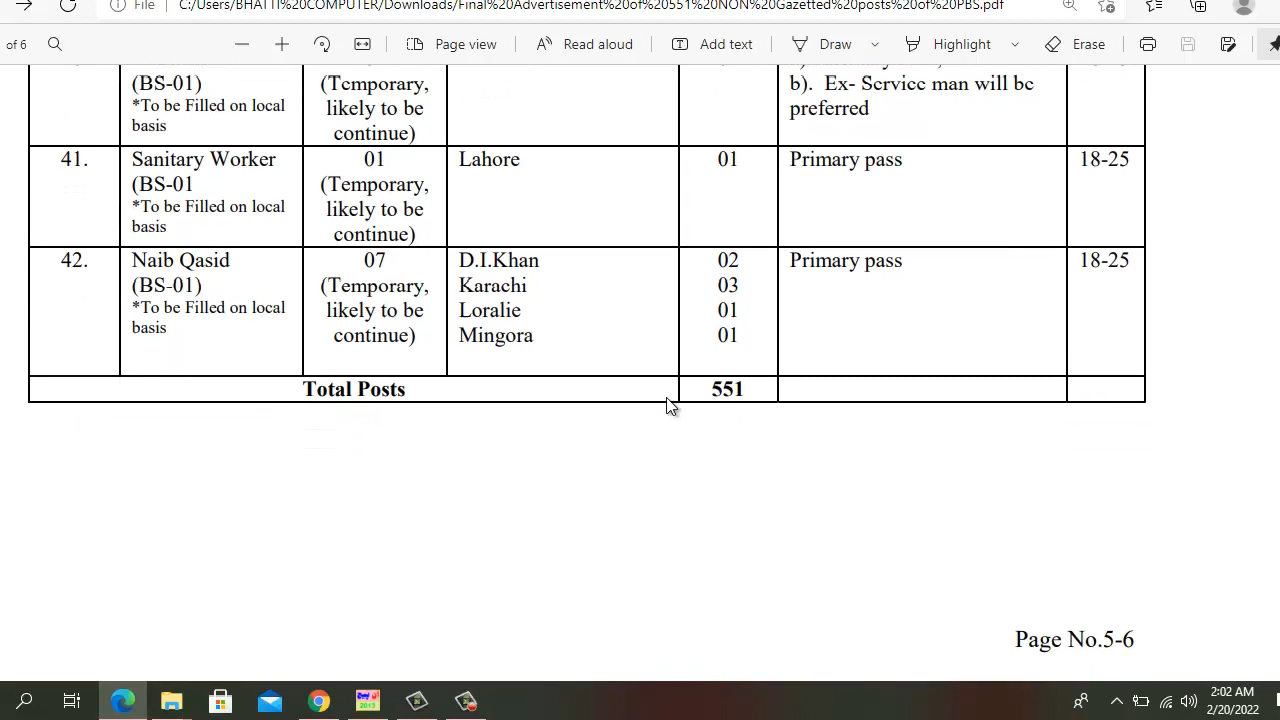 File C:/Users/BHATTI%20COMPUTER/Downloads/Final%20Advertisement%20of%20551%20NON%20Gazetted%20posts%20of%20PBS.pdf
of 6 Page view Read aloud Add text Draw Highlight Erase
(BS-01)
*To be Filled on local
basis
(Temporary,
likely to be
continue)
b). Ex- Service man will be
preferred
41.
Sanitary Worker
(BS-01
*To be Filled on local
basis
01
(Temporary,
likely to be
continue)
Lahore
01
Primary pass
18-25
42.
Naib Qasid
(BS-01)
*To be Filled on local
basis
07
(Temporary,
likely to be
continue)
D.I.Khan
Karachi
Loralie
Mingora
02
03
01
01
Primary pass
18-25
Total Posts
551
Page No.5-6
2:02 AM
2/20/2022